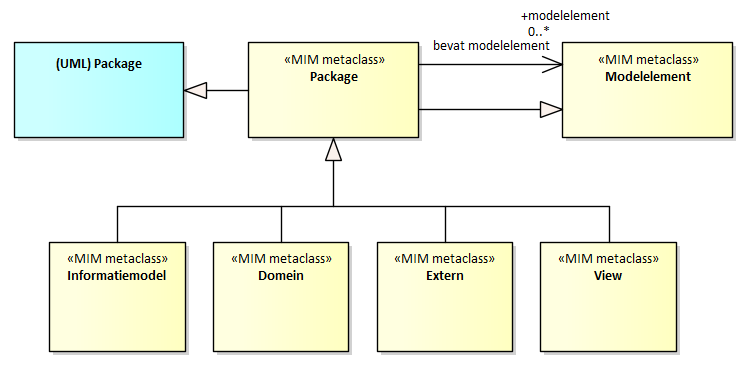 +modelelement
0..*
bevat modelelement
(UML) Package
«MIM metaclass»
Package
«MIM metaclass»
Modelelement
«MIM metaclass»
Informatiemodel
«MIM metaclass»
Domein
«MIM metaclass»
Extern
«MIM metaclass»
View